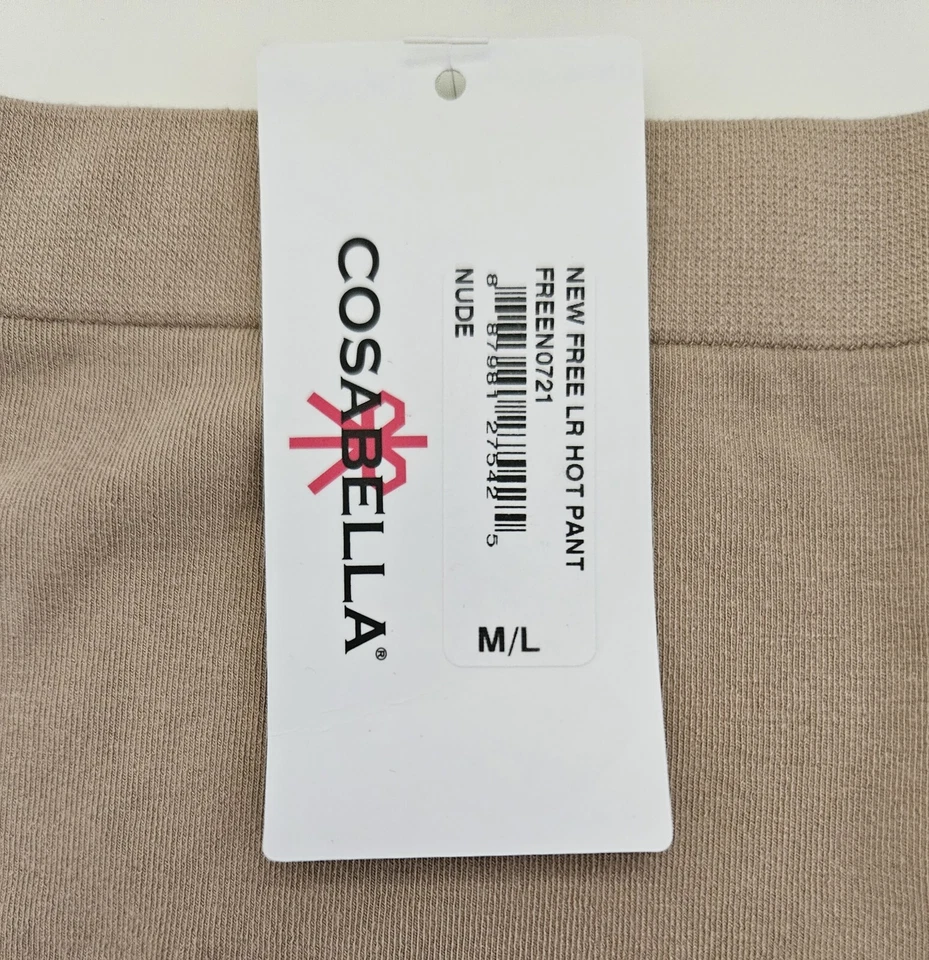 COSABELLA®
NEW FREE LR HOT PANT
FREEN0721
8 87981 27542 5
NUDE
M/L